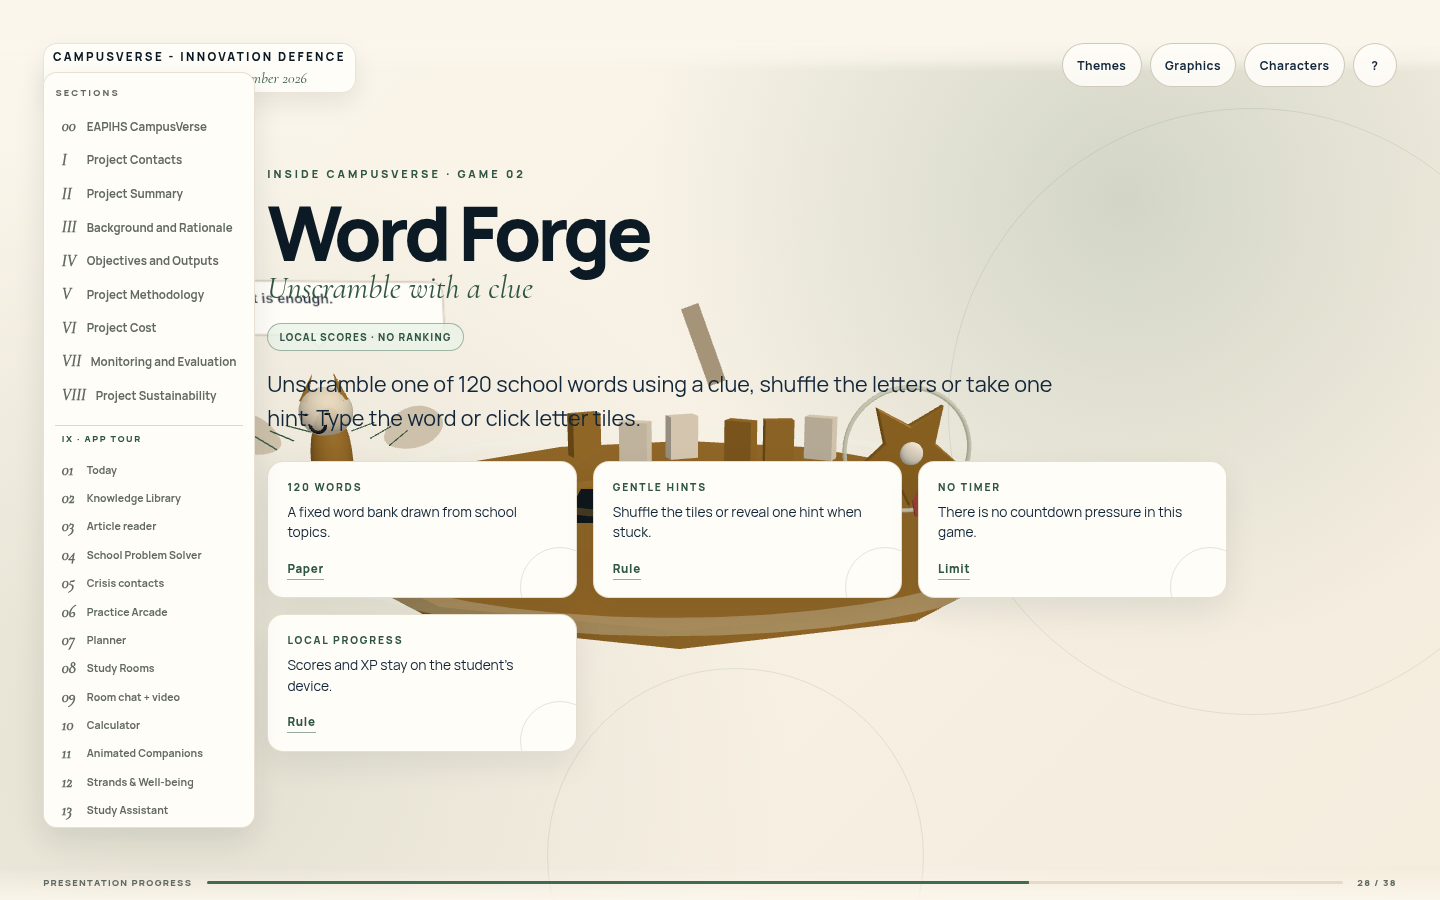 CAMPUSVERSE - INNOVATION DEFENCE
mber 2026
Themes
Graphics
Characters
?
SECTIONS
00 EAPIHS CampusVerse
I Project Contacts
II Project Summary
III Background and Rationale
IV Objectives and Outputs
V Project Methodology
VI Project Cost
VII Monitoring and Evaluation
VIII Project Sustainability
IX · APP TOUR
01 Today
02 Knowledge Library
03 Article reader
04 School Problem Solver
05 Crisis contacts
06 Practice Arcade
07 Planner
08 Study Rooms
09 Room chat + video
10 Calculator
11 Animated Companions
12 Strands & Well-being
13 Study Assistant
INSIDE CAMPUSVERSE · GAME 02
Word Forge
Unscramble with a clue
t is enough.
LOCAL SCORES · NO RANKING
Unscramble one of 120 school words using a clue, shuffle the letters or take one
hint. Type the word or click letter tiles.
120 WORDS
A fixed word bank drawn from school
topics.
Paper
GENTLE HINTS
Shuffle the tiles or reveal one hint when
stuck.
Rule
NO TIMER
There is no countdown pressure in this
game.
Limit
LOCAL PROGRESS
Scores and XP stay on the student's
device.
Rule
PRESENTATION PROGRESS
28 / 38